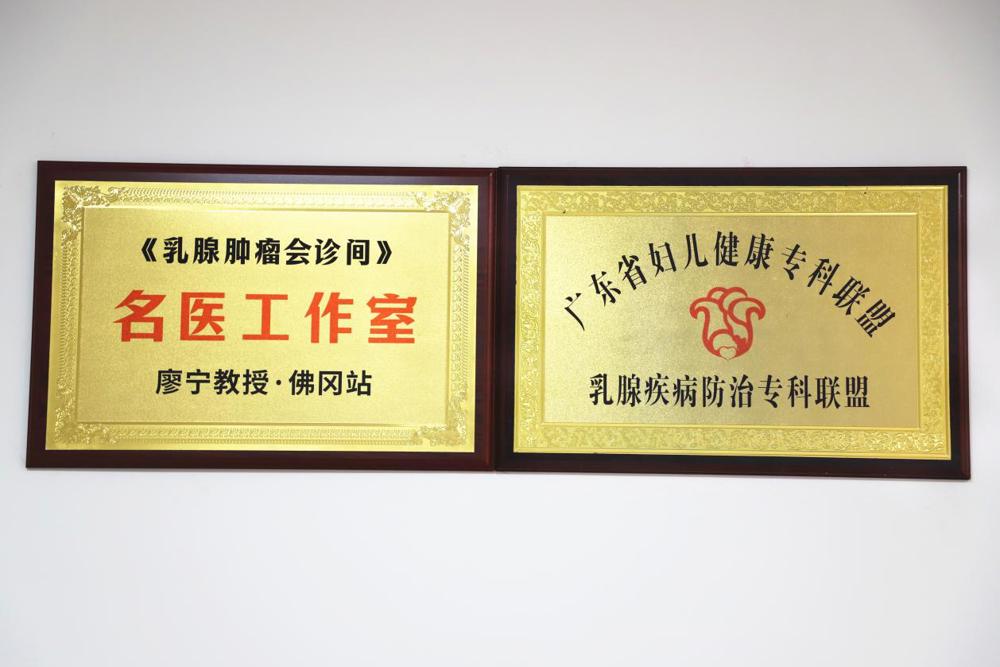 《乳腺肿瘤会诊间》
名医工作室
廖宁教授·佛冈站
广东省妇儿健康专科联盟
乳腺疾病防治专科联盟